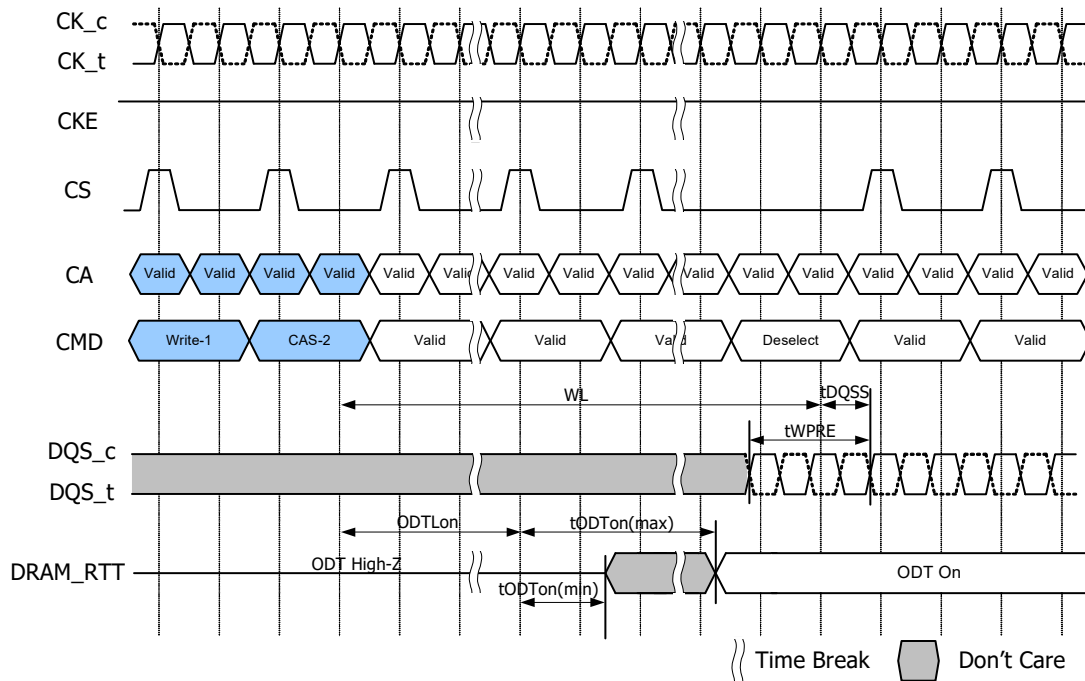 CK_c
CK_t
CKE
CS
CA Valid Valid Valid Valid Valid Valid Valid Valid Valid Valid Valid Valid Valid Valid Valid Valid
CMD Write-1 CAS-2 Valid Valid Valid Deselect Valid Valid
WL tDQSS
tWPRE
DQS_c
DQS_t
ODTLon tODTon(max)
DRAM_RTT ODT High-Z ODT On
tODTon(min)
Time Break Don't Care